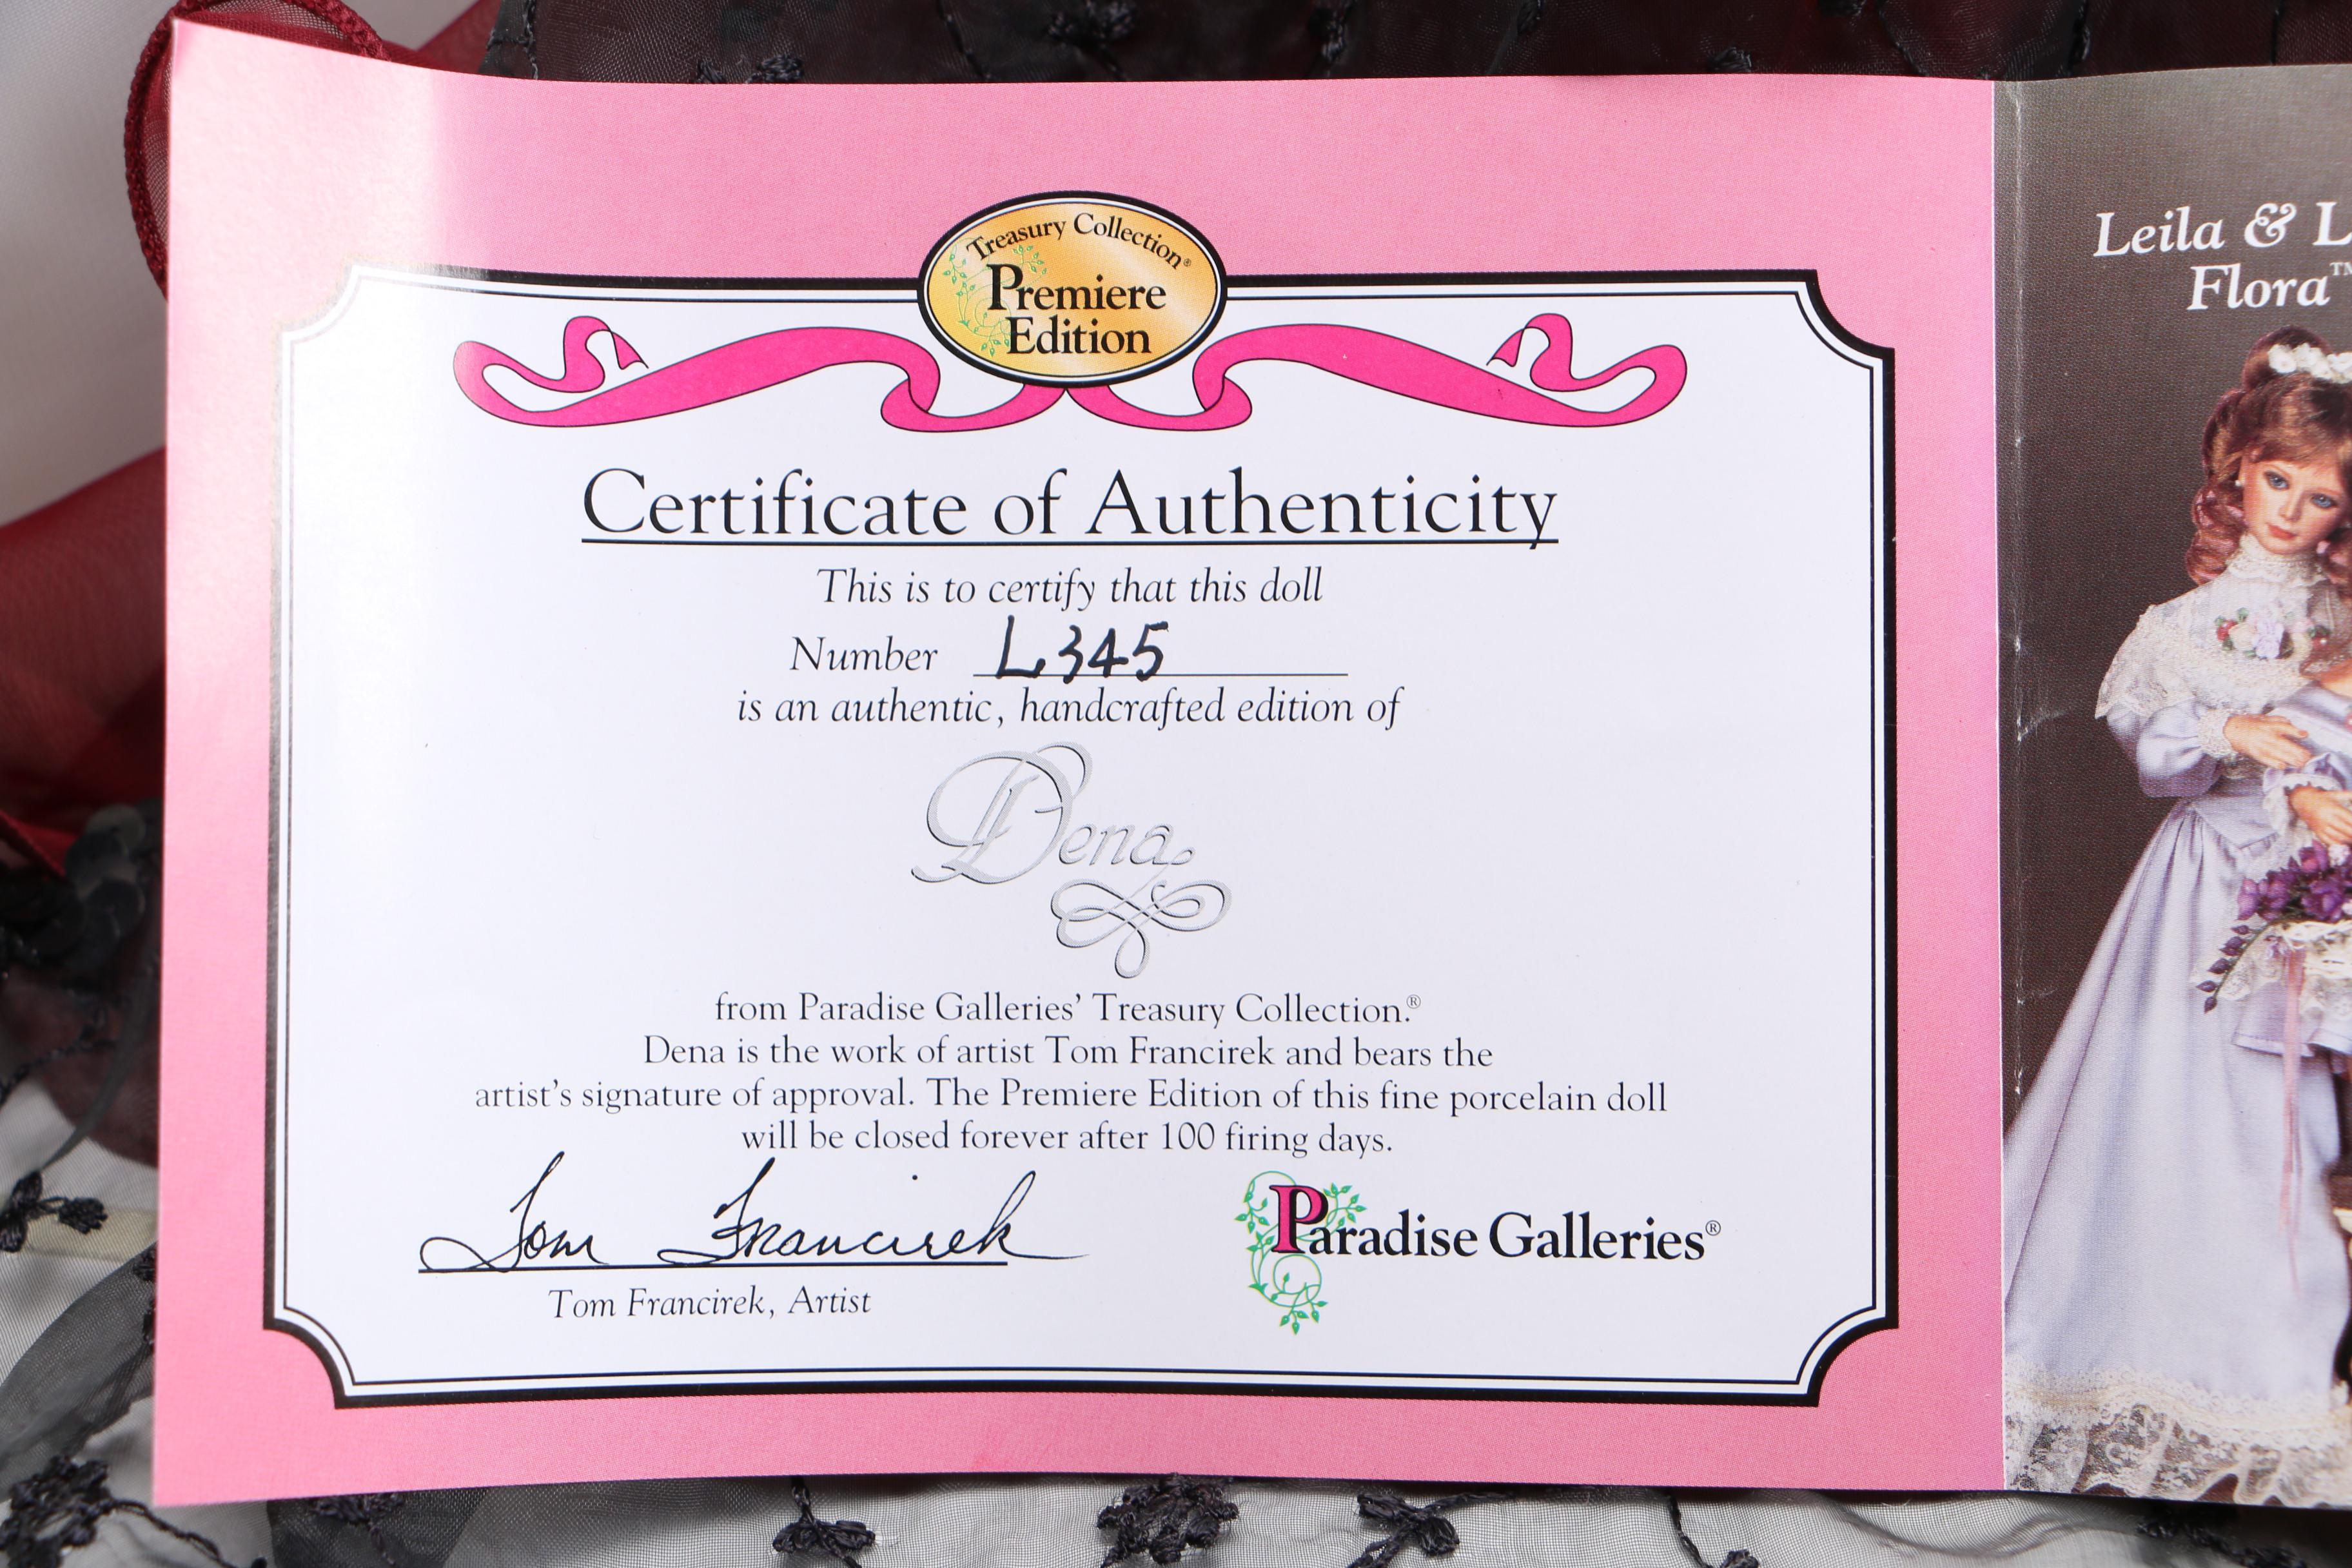 Treasury Collection®
Premiere
Edition
Certificate of Authenticity
This is to certify that this doll
Number L345
is an authentic, handcrafted edition of
Dena
from Paradise Galleries' Treasury Collection.®
Dena is the work of artist Tom Francirek and bears the
artist's signature of approval. The Premiere Edition of this fine porcelain doll
will be closed forever after 100 firing days.
Tom Francirek
Tom Francirek, Artist
Paradise Galleries®
Leila & L
Flora™